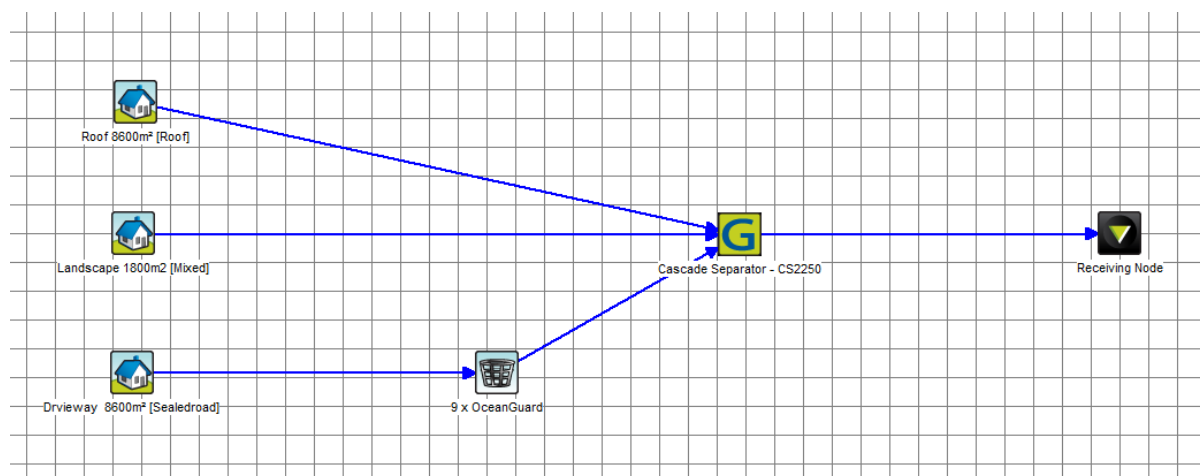 Roof 8600m² [Roof]
Landscape 1800m2 [Mixed]
G
Cascade Separator - CS2250
Receiving Node
Drvieway  8600m² [Sealedroad]
9 x OceanGuard